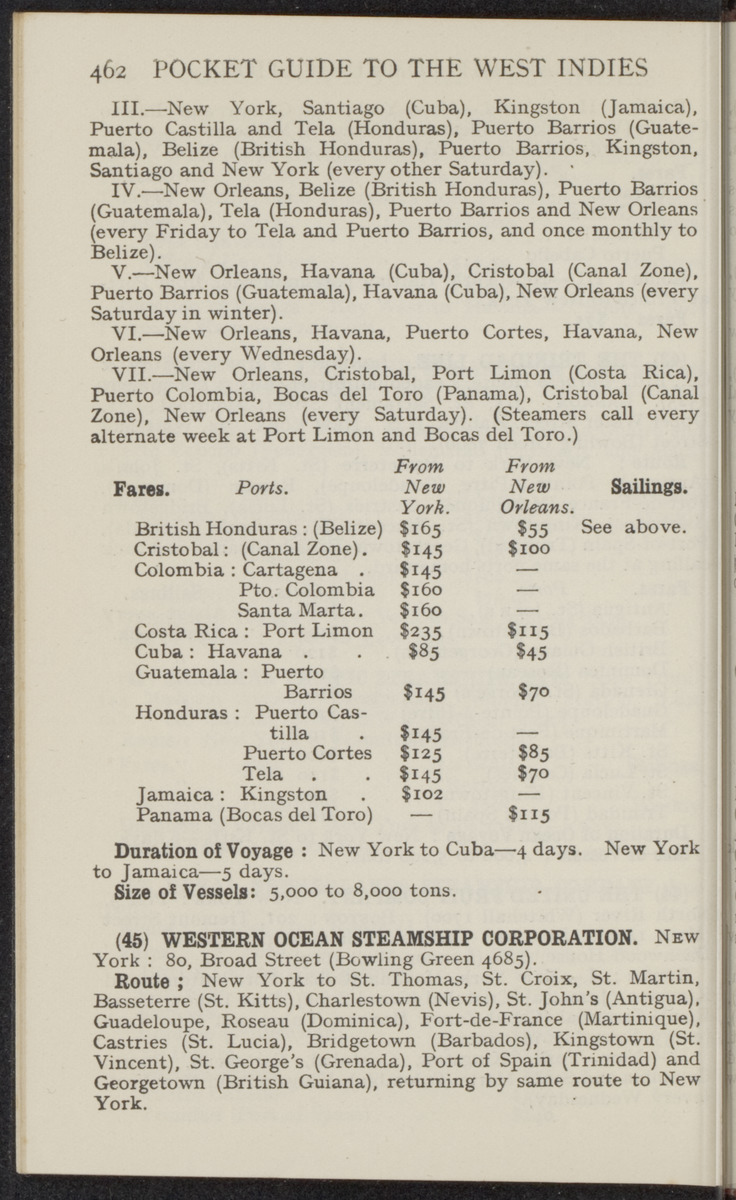 462 POCKET GUIDE TO THE WEST INDIES
III.—New York, Santiago (Cuba), Kingston (Jamaica),
Puerto Castilla and Tela (Honduras), Puerto Barrios (Guate-
mala), Belize (British Honduras), Puerto Barrios, Kingston,
Santiago and New York (every other Saturday).
IV.—New Orleans, Belize (British Honduras), Puerto Barrios
(Guatemala), Tela (Honduras), Puerto Barrios and New Orleans
(every Friday to Tela and Puerto Barrios, and once monthly to
Belize).
V.—New Orleans, Havana (Cuba), Cristobal (Canal Zone),
Puerto Barrios (Guatemala), Havana (Cuba), New Orleans (every
Saturday in winter).
VI.—New Orleans, Havana, Puerto Cortes, Havana, New
Orleans (every Wednesday).
VII.—New Orleans, Cristobal, Port Limon (Costa Rica),
Puerto Colombia, Bocas del Toro (Panama), Cristobal (Canal
Zone), New Orleans (every Saturday). (Steamers call every
alternate week at Port Limon and Bocas del Toro.)
From From
Fares. Ports. New New Sailings.
York. Orleans.
British Honduras : (Belize) $165 $55 See above.
Cristobal : (Canal Zone) . $145 $100
Colombia : Cartagena . $145 —
Pto. Colombia $160 —
Santa Marta . $160 —
Costa Rica : Port Limon $235 $115
Cuba : Havana . . $85 $45
Guatemala : Puerto
Barrios $145 $70
Honduras : Puerto Cas-
tilla . $145 —
Puerto Cortes $125 $85
Tela . . $145 $70
Jamaica : Kingston . $102 —
Panama (Bocas del Toro) — $115
Duration of Voyage : New York to Cuba—4 days. New York
to Jamaica—5 days.
Size of Vessels: 5,000 to 8,000 tons.
(45) WESTERN OCEAN STEAMSHIP CORPORATION. NEW
York : 80, Broad Street (Bowling Green 4685).
Route ; New York to St. Thomas, St. Croix, St. Martin,
Basseterre (St. Kitts), Charlestown (Nevis), St. John's (Antigua),
Guadeloupe, Roseau (Dominica), Fort-de-France (Martinique),
Castries (St. Lucia), Bridgetown (Barbados), Kingstown (St.
Vincent), St. George's (Grenada), Port of Spain (Trinidad) and
Georgetown (British Guiana), returning by same route to New
York.